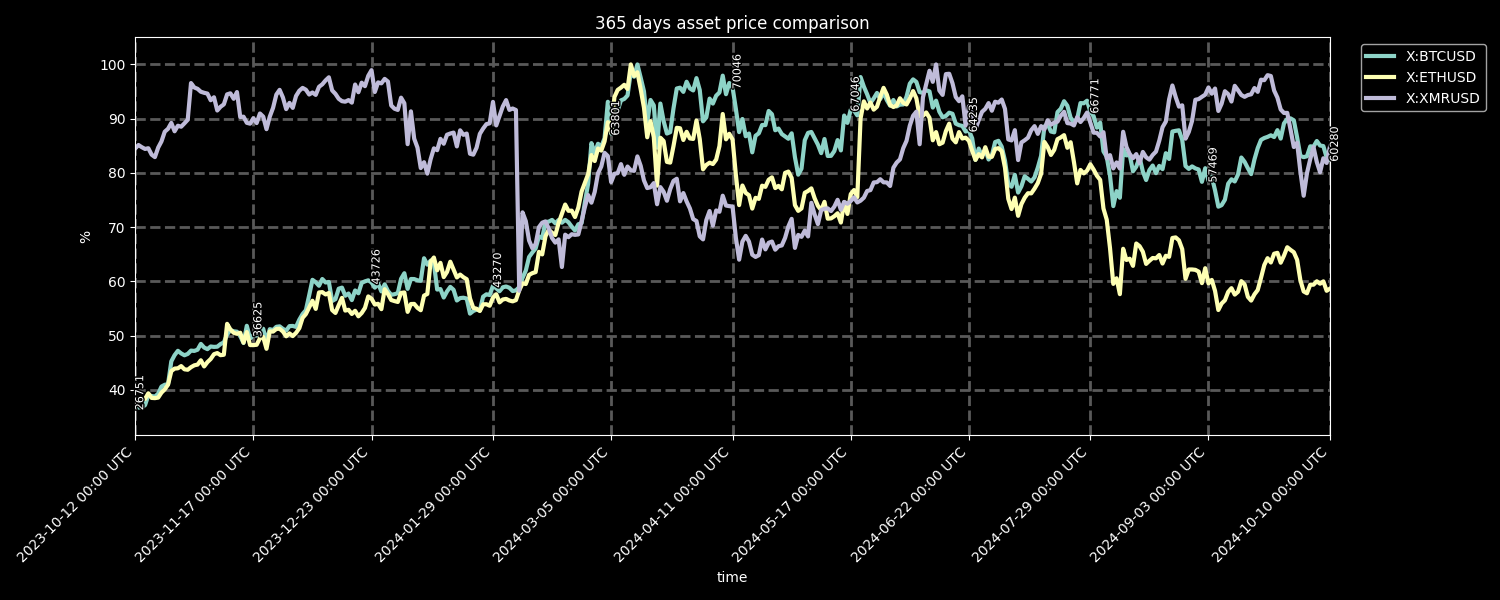 365 days asset price comparison
X:BTCUSD
X:ETHUSD
X:XMRUSD
100
90
80
70
60
50
40
%
26751
36625
43726
43270
63801
70046
67046
64235
66771
57469
60280
2023-10-12 00:00 UTC
2023-11-17 00:00 UTC
2023-12-23 00:00 UTC
2024-01-29 00:00 UTC
2024-03-05 00:00 UTC
2024-04-11 00:00 UTC
2024-05-17 00:00 UTC
2024-06-22 00:00 UTC
2024-07-29 00:00 UTC
2024-09-03 00:00 UTC
2024-10-10 00:00 UTC
time